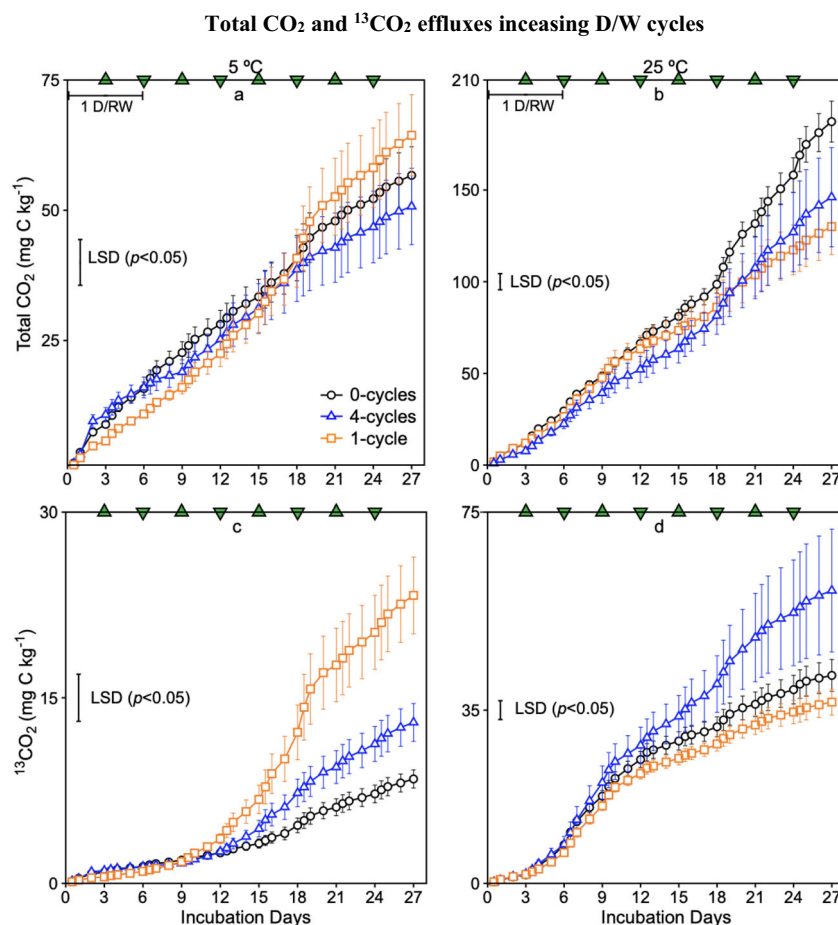 Total CO₂ and ¹³CO₂ effluxes inceasing D/W cycles
5 ºC
25 ºC
75
50
25
1 D/RW
a
LSD (p<0.05)
0-cycles
4-cycles
1-cycle
Total CO₂ (mg C kg⁻¹)
0 3 6 9 12 15 18 21 24 27
210
150
100
50
0
1 D/RW
b
LSD (p<0.05)
0 3 6 9 12 15 18 21 24 27
30
15
0
c
LSD (p<0.05)
¹³CO₂ (mg C kg⁻¹)
0 3 6 9 12 15 18 21 24 27
Incubation Days
75
35
0
d
LSD (p<0.05)
0 3 6 9 12 15 18 21 24 27
Incubation Days